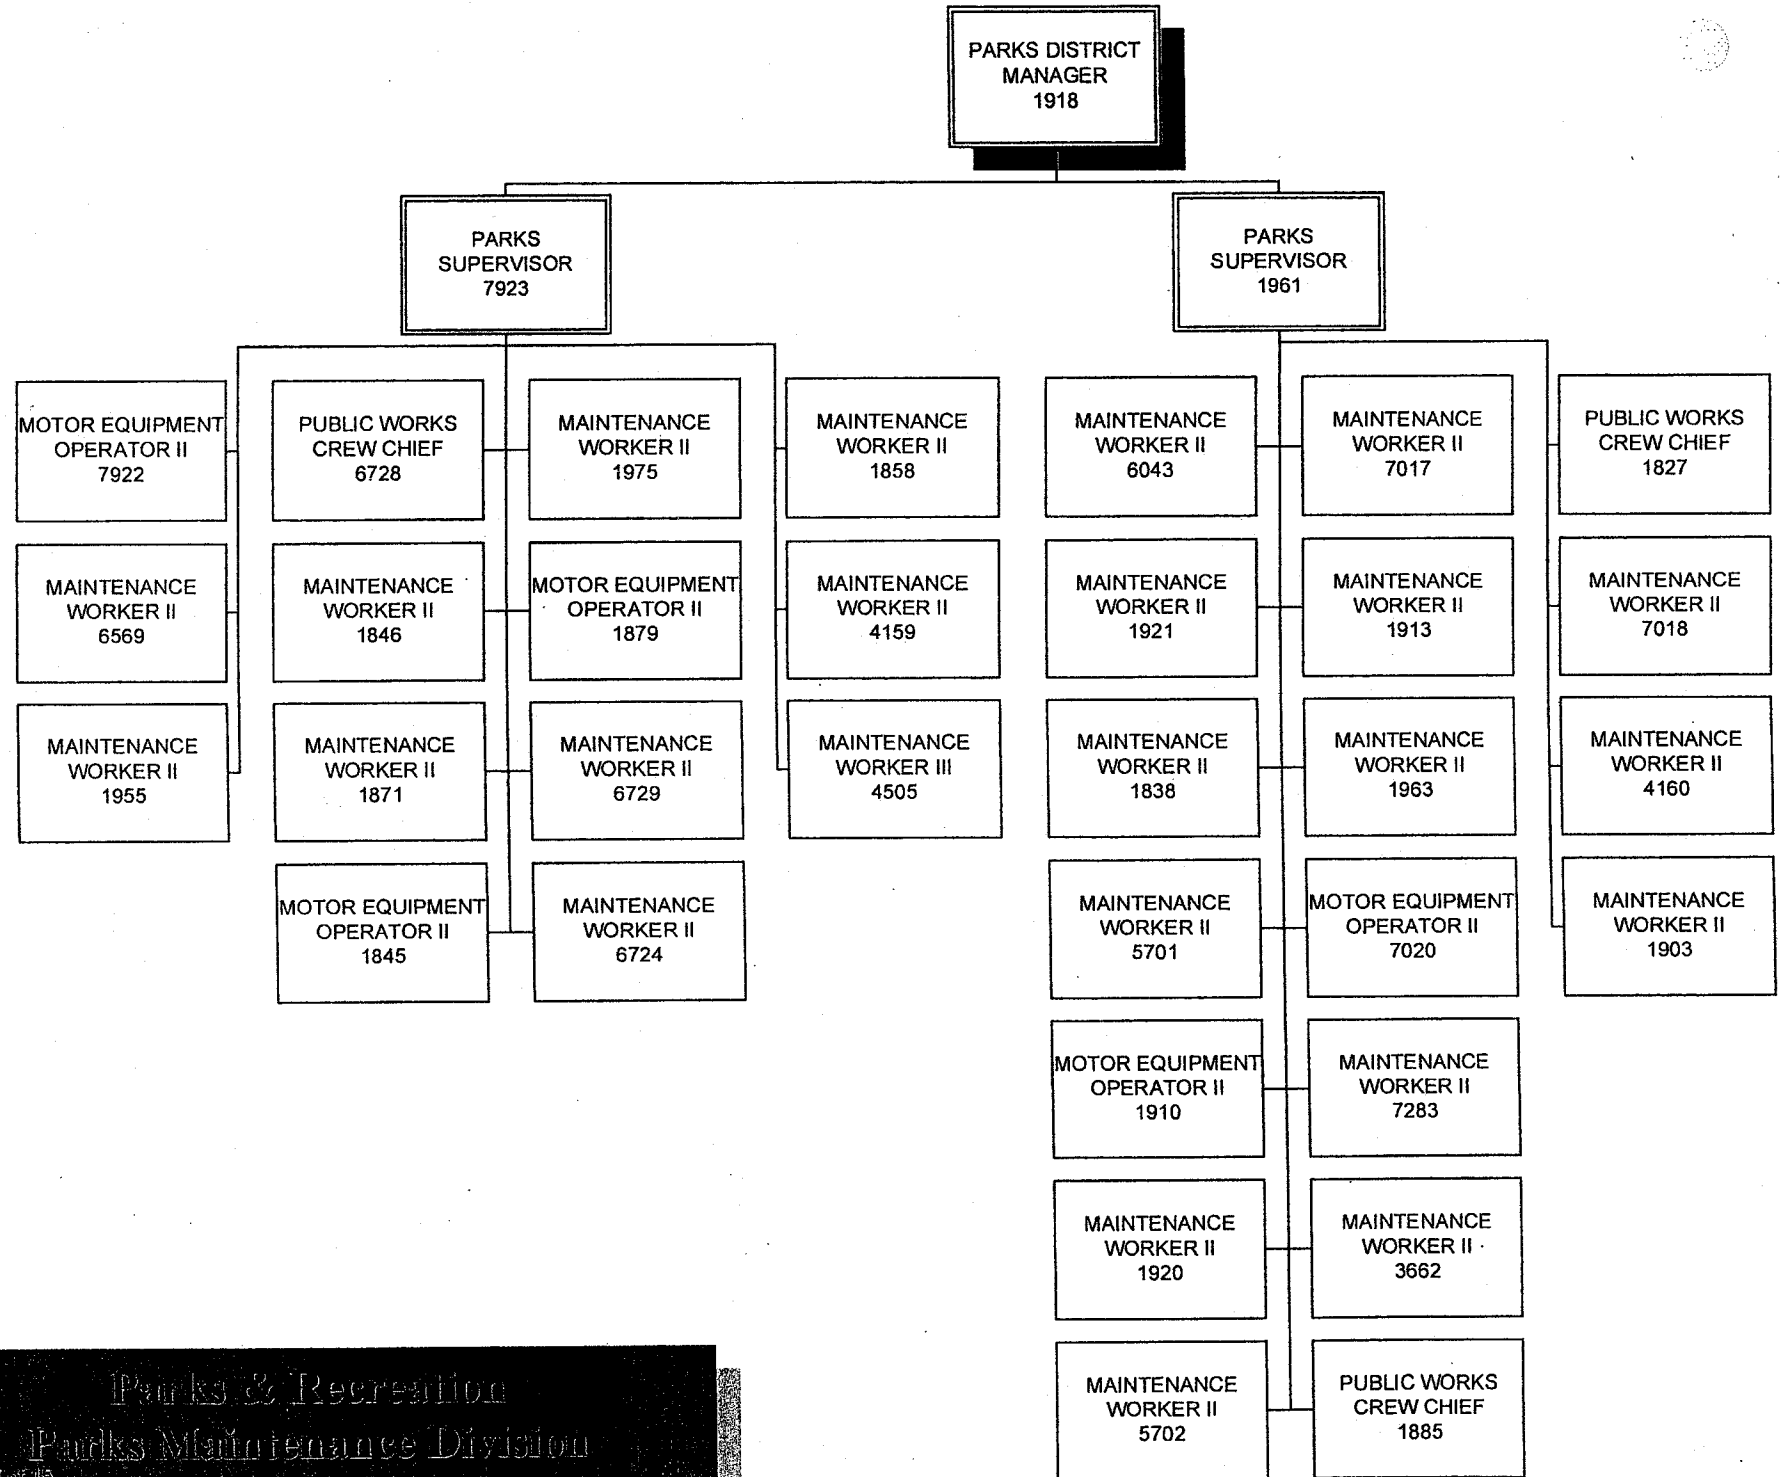 PARKS DISTRICT
MANAGER
1918
PARKS
SUPERVISOR
7923
PARKS
SUPERVISOR
1961
MOTOR EQUIPMENT
OPERATOR II
7922
PUBLIC WORKS
CREW CHIEF
6728
MAINTENANCE
WORKER II
1975
MAINTENANCE
WORKER II
1858
MAINTENANCE
WORKER II
6043
MAINTENANCE
WORKER II
7017
PUBLIC WORKS
CREW CHIEF
1827
MAINTENANCE
WORKER II
6569
MAINTENANCE
WORKER II
1846
MOTOR EQUIPMENT
OPERATOR II
1879
MAINTENANCE
WORKER II
4159
MAINTENANCE
WORKER II
1921
MAINTENANCE
WORKER II
1913
MAINTENANCE
WORKER II
7018
MAINTENANCE
WORKER II
1955
MAINTENANCE
WORKER II
1871
MAINTENANCE
WORKER II
6729
MAINTENANCE
WORKER III
4505
MAINTENANCE
WORKER II
1838
MAINTENANCE
WORKER II
1963
MAINTENANCE
WORKER II
4160
MOTOR EQUIPMENT
OPERATOR II
1845
MAINTENANCE
WORKER II
6724
MAINTENANCE
WORKER II
5701
MOTOR EQUIPMENT
OPERATOR II
7020
MAINTENANCE
WORKER II
1903
MOTOR EQUIPMENT
OPERATOR II
1910
MAINTENANCE
WORKER II
7283
MAINTENANCE
WORKER II
1920
MAINTENANCE
WORKER II
3662
MAINTENANCE
WORKER II
5702
PUBLIC WORKS
CREW CHIEF
1885
Parks & Recreation
Parks Maintenance Division